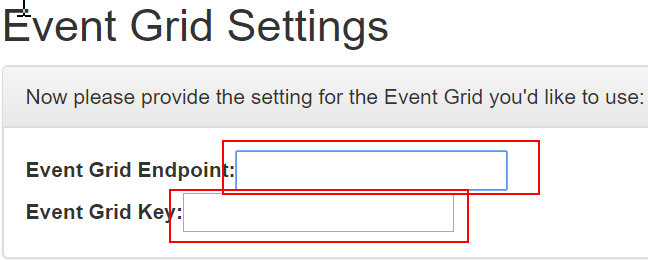 Event Grid Settings
Now please provide the setting for the Event Grid you'd like to use:
Event Grid Endpoint:
Event Grid Key: